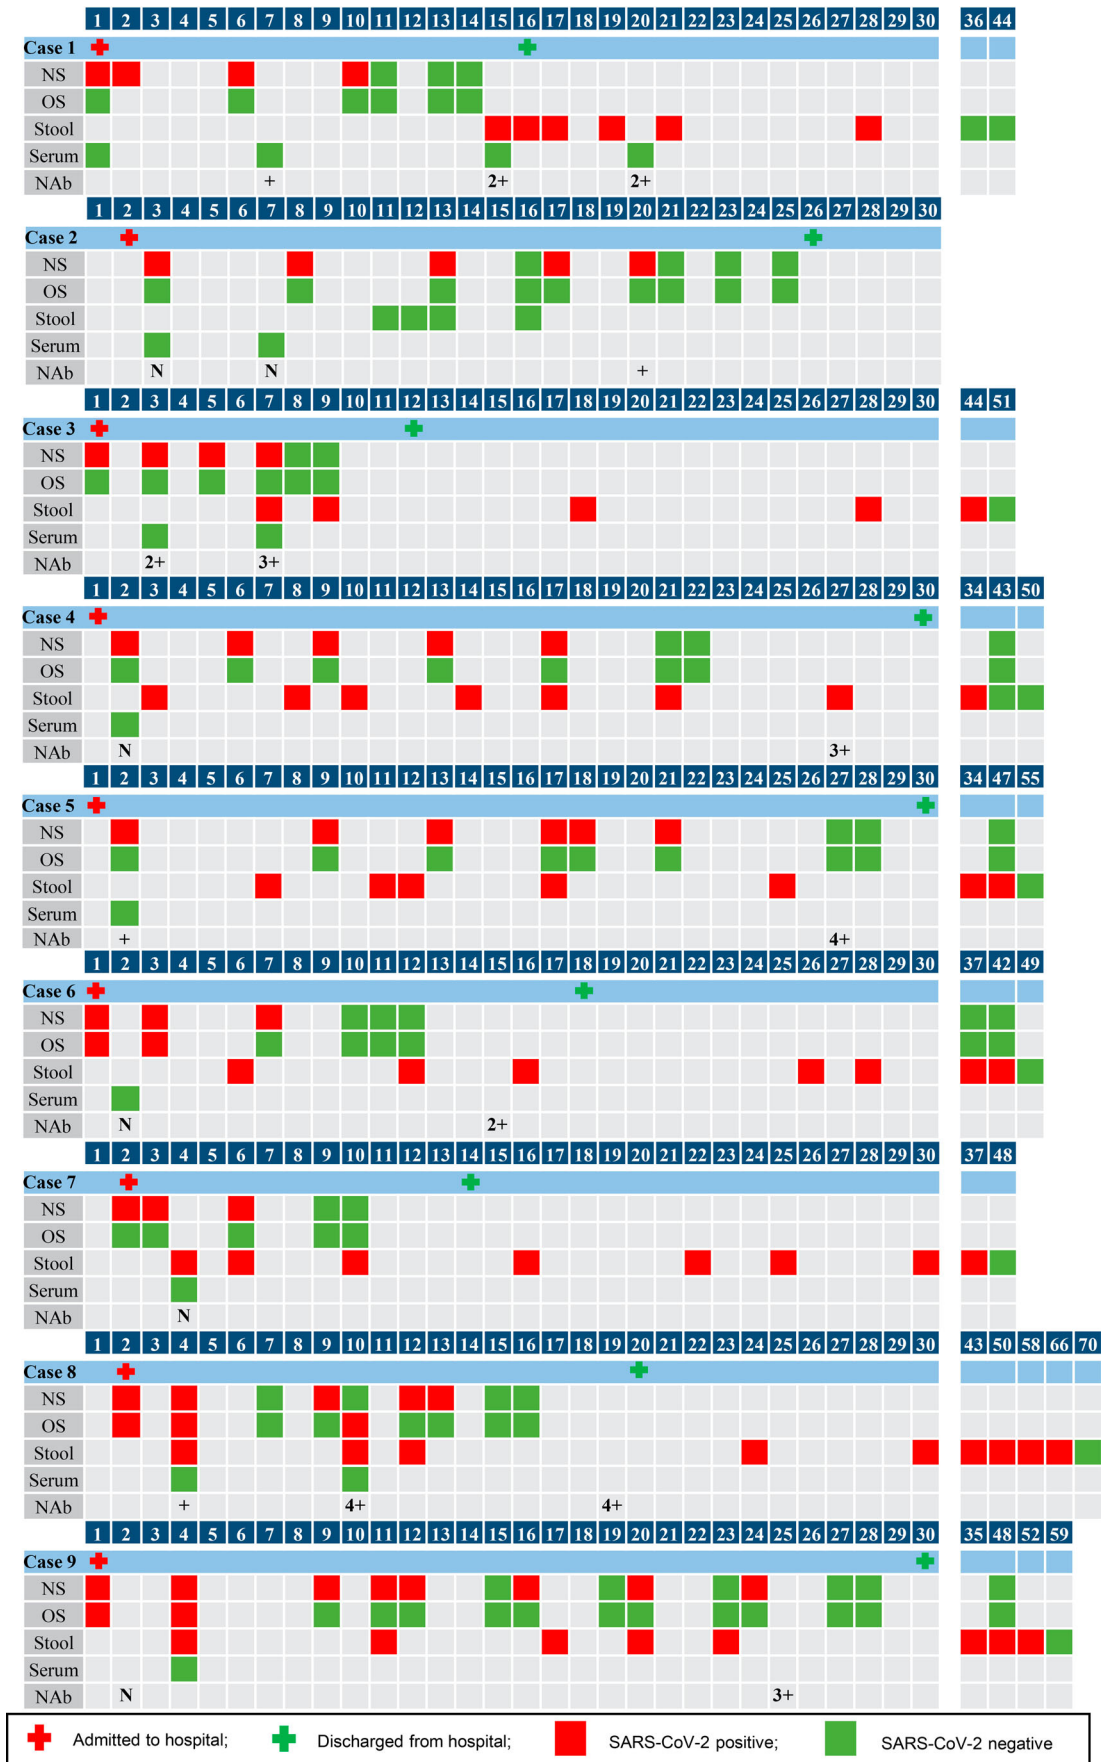 1 2 3 4 5 6 7 8 9 10 11 12 13 14 15 16 17 18 19 20 21 22 23 24 25 26 27 28 29 30 36 44
Case 1
NS
OS
Stool
Serum
NAb + 2+ 2+
1 2 3 4 5 6 7 8 9 10 11 12 13 14 15 16 17 18 19 20 21 22 23 24 25 26 27 28 29 30
Case 2
NS
OS
Stool
Serum
NAb N N +
1 2 3 4 5 6 7 8 9 10 11 12 13 14 15 16 17 18 19 20 21 22 23 24 25 26 27 28 29 30 44 51
Case 3
NS
OS
Stool
Serum
NAb 2+ 3+
1 2 3 4 5 6 7 8 9 10 11 12 13 14 15 16 17 18 19 20 21 22 23 24 25 26 27 28 29 30 34 43 50
Case 4
NS
OS
Stool
Serum
NAb N 3+
1 2 3 4 5 6 7 8 9 10 11 12 13 14 15 16 17 18 19 20 21 22 23 24 25 26 27 28 29 30 34 47 55
Case 5
NS
OS
Stool
Serum
NAb + 4+
1 2 3 4 5 6 7 8 9 10 11 12 13 14 15 16 17 18 19 20 21 22 23 24 25 26 27 28 29 30 37 42 49
Case 6
NS
OS
Stool
Serum
NAb N 2+
1 2 3 4 5 6 7 8 9 10 11 12 13 14 15 16 17 18 19 20 21 22 23 24 25 26 27 28 29 30 37 48
Case 7
NS
OS
Stool
Serum
NAb N
1 2 3 4 5 6 7 8 9 10 11 12 13 14 15 16 17 18 19 20 21 22 23 24 25 26 27 28 29 30 43 50 58 66 70
Case 8
NS
OS
Stool
Serum
NAb + 4+ 4+
1 2 3 4 5 6 7 8 9 10 11 12 13 14 15 16 17 18 19 20 21 22 23 24 25 26 27 28 29 30 35 48 52 59
Case 9
NS
OS
Stool
Serum
NAb N 3+
Admitted to hospital; Discharged from hospital; SARS-CoV-2 positive; SARS-CoV-2 negative